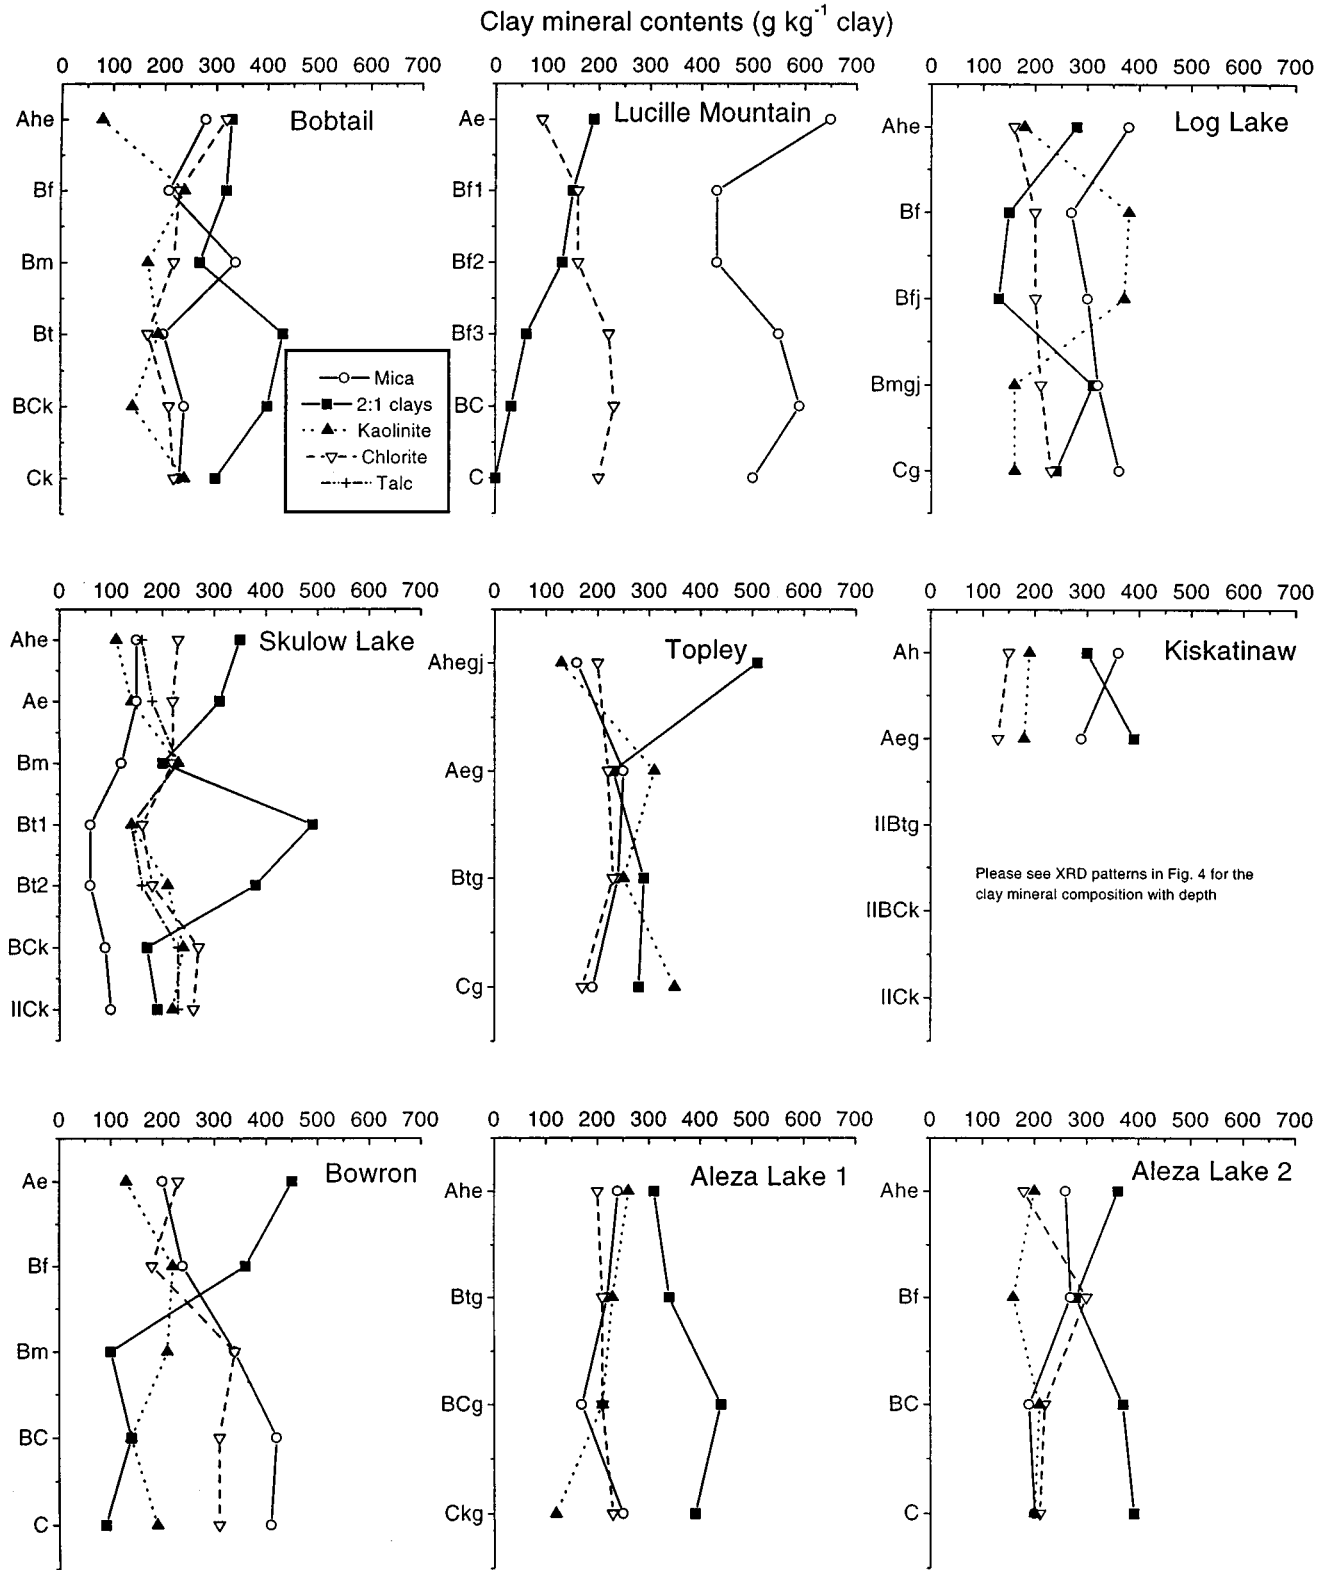 Clay mineral contents (g kg-1 clay)
0 100 200 300 400 500 600 700
0 100 200 300 400 500 600 700
0 100 200 300 400 500 600 700
Bobtail
Ahe
Bf
Bm
Bt
BCk
Ck
Mica
2:1 clays
Kaolinite
Chlorite
Talc
Lucille Mountain
Ae
Bf1
Bf2
Bf3
BC
C
Log Lake
Ahe
Bf
Bfj
Bmgj
Cg
0 100 200 300 400 500 600 700
0 100 200 300 400 500 600 700
0 100 200 300 400 500 600 700
Skulow Lake
Ahe
Ae
Bm
Bt1
Bt2
BCk
IICk
Topley
Ahegj
Aeg
Btg
Cg
Kiskatinaw
Ah
Aeg
IIBtg
IIBCk
IICk
Please see XRD patterns in Fig. 4 for the
clay mineral composition with depth
0 100 200 300 400 500 600 700
0 100 200 300 400 500 600 700
0 100 200 300 400 500 600 700
Bowron
Ae
Bf
Bm
BC
C
Aleza Lake 1
Ahe
Btg
BCg
Ckg
Aleza Lake 2
Ahe
Bf
BC
C